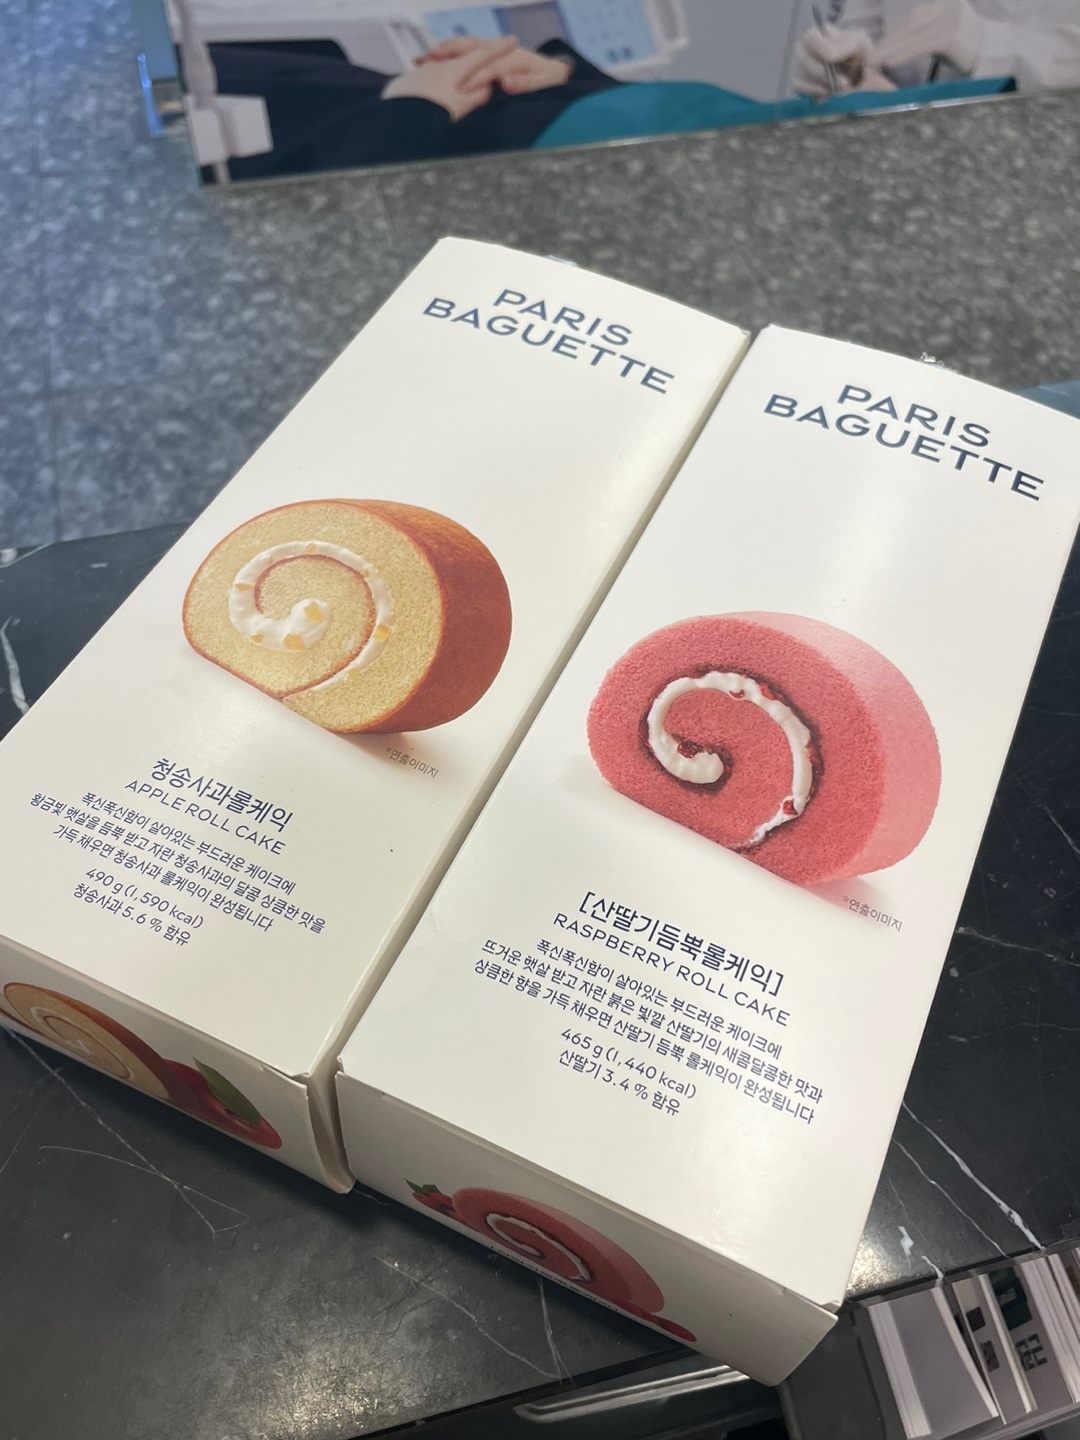 PARIS
BAGUETTE
*연출이미지
청송사과롤케익
APPLE ROLL CAKE
폭신폭신함이 살아있는 부드러운 케이크에
황금빛 햇살을 듬뿍 받고 자란 청송사과의 달콤 상큼한 맛을
가득 채우면 청송사과 롤케익이 완성됩니다
490 g (1, 590 kcal)
청송사과 5.6 % 함유
PARIS
BAGUETTE
*연출이미지
[산딸기듬뿍롤케익]
RASPBERRY ROLL CAKE
폭신폭신함이 살아있는 부드러운 케이크에
뜨거운 햇살 받고 자란 붉은 빛깔 산딸기의 새콤달콤한 맛과
상큼한 향을 가득 채우면 산딸기 듬뿍 롤케익이 완성됩니다
465 g (1, 440 kcal)
산딸기 3.4 % 함유